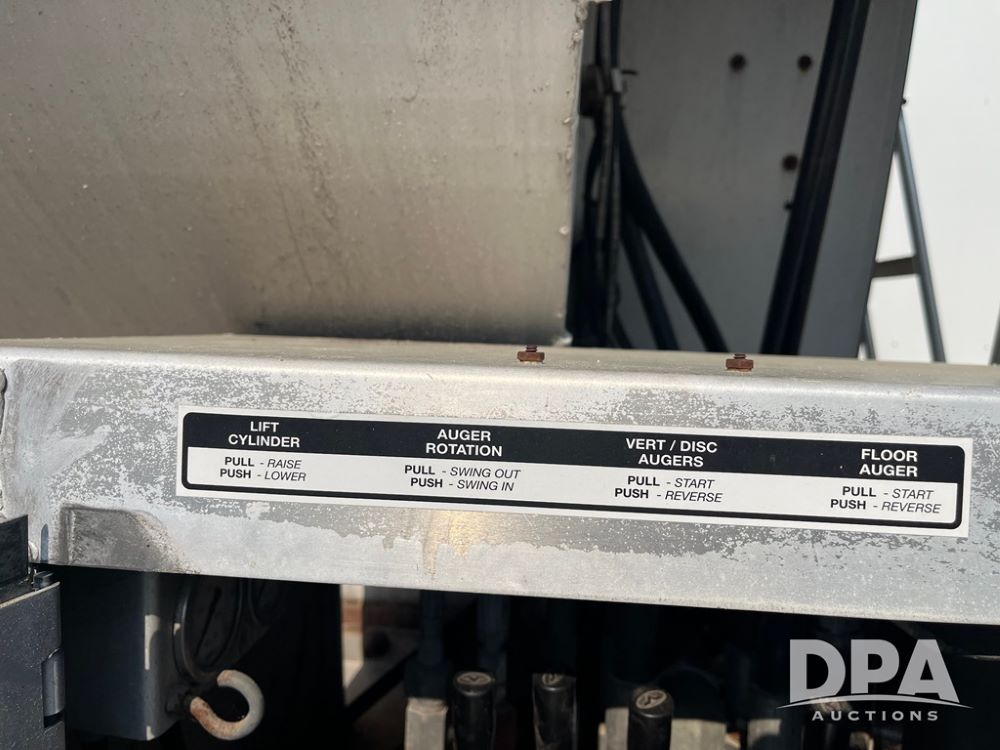 LIFT
CYLINDER
PULL - RAISE
PUSH - LOWER
AUGER
ROTATION
PULL - SWING OUT
PUSH - SWING IN
VERT / DISC
AUGERS
PULL - START
PUSH - REVERSE
FLOOR
AUGER
PULL - START
PUSH - REVERSE
DPA
AUCTIONS